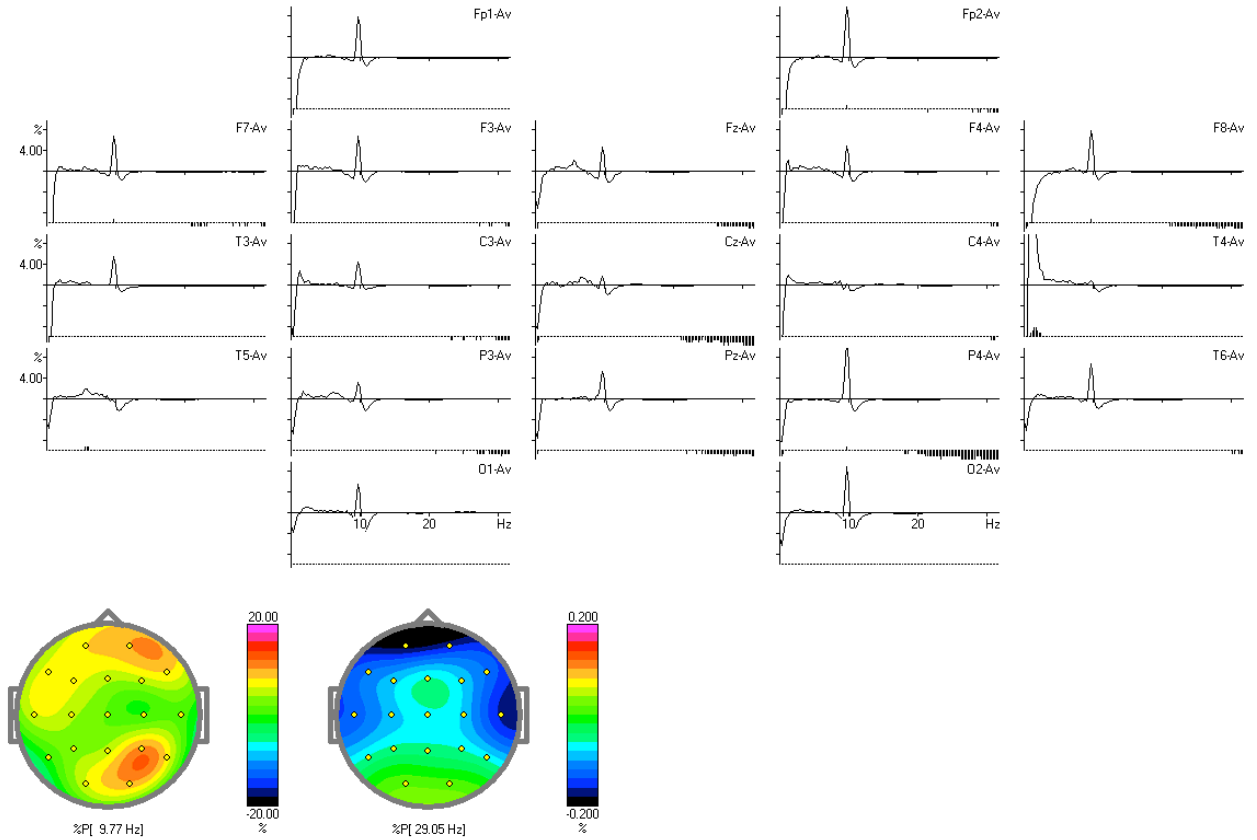 Fp1-Av
Fp2-Av
%
4.00
F7-Av
F3-Av
Fz-Av
F4-Av
F8-Av
%
4.00
T3-Av
C3-Av
Cz-Av
C4-Av
T4-Av
%
4.00
T5-Av
P3-Av
Pz-Av
P4-Av
T6-Av
O1-Av
O2-Av
10 20 Hz
10 20 Hz
20.00
0.200
-20.00
-0.200
%P[ 9.77 Hz] %
%P[ 29.05 Hz] %